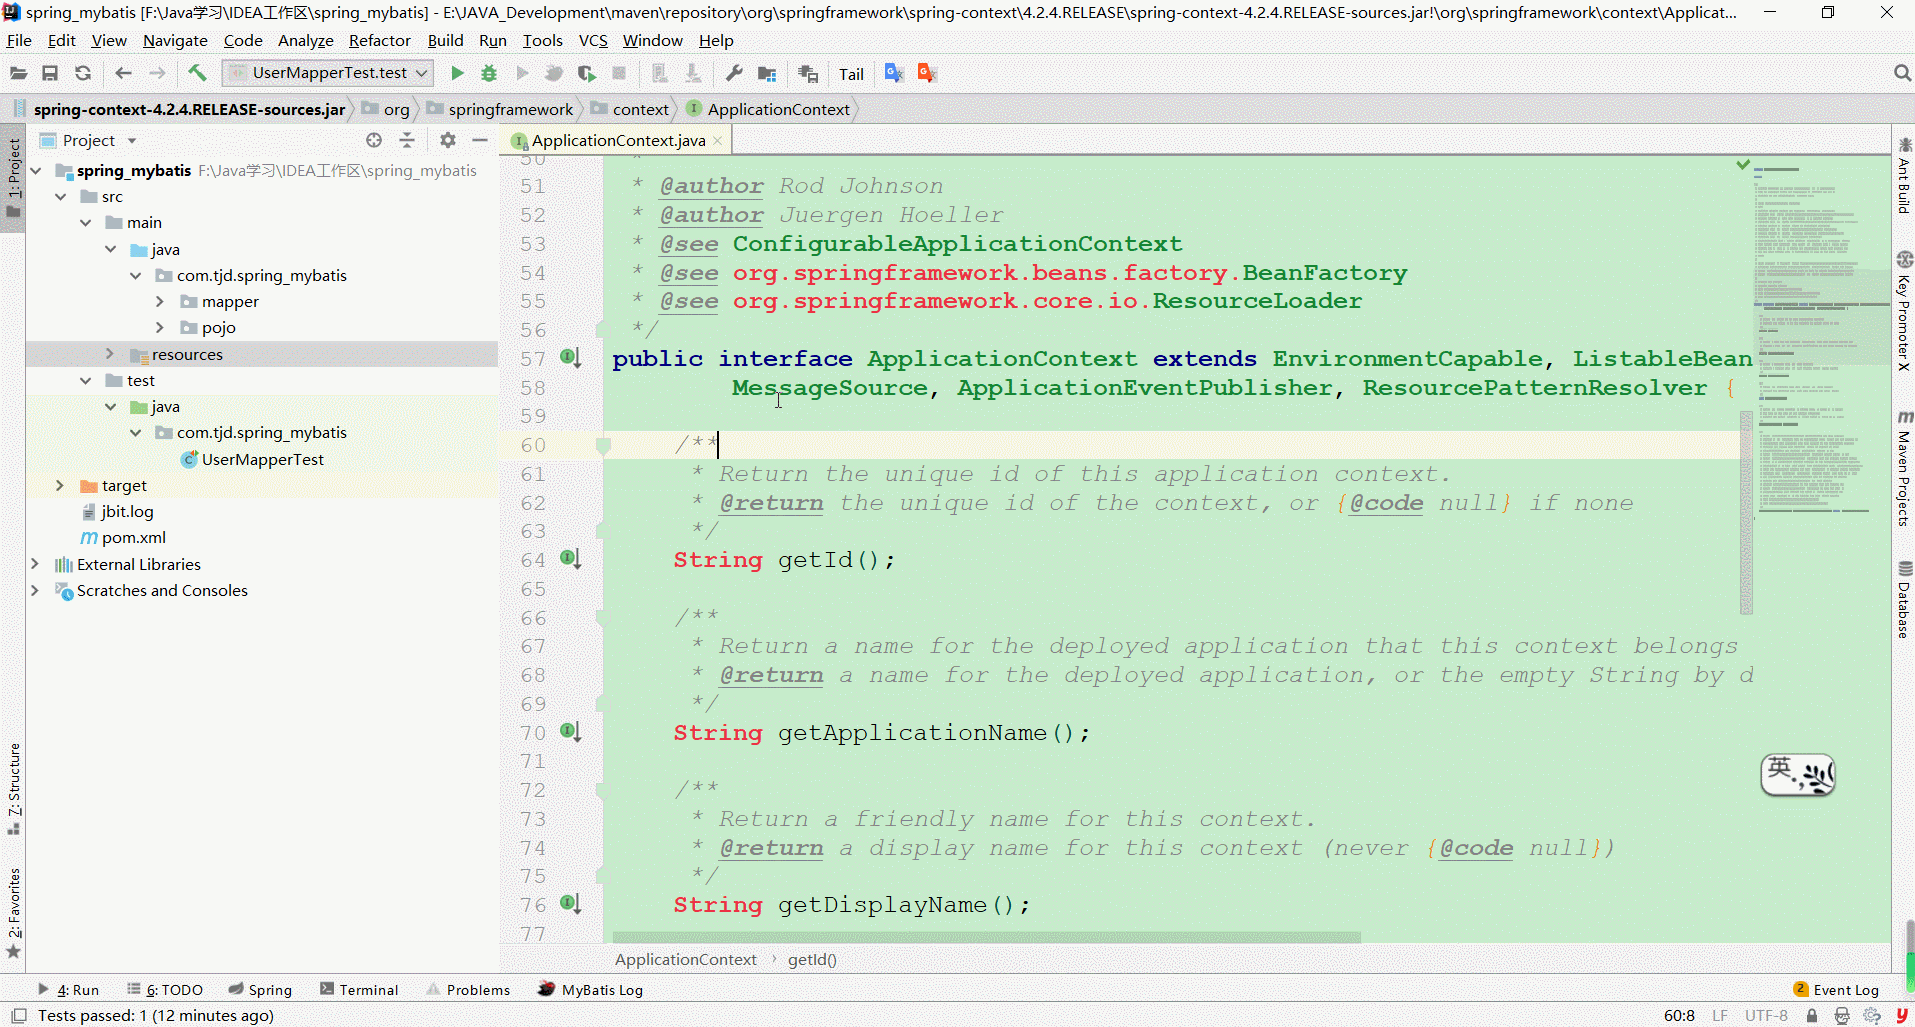 spring_mybatis [F:\Java学习\IDEA工作区\spring_mybatis] - E:\JAVA_Development\maven\repository\org\springframework\spring-context\4.2.4.RELEASE\spring-context-4.2.4.RELEASE-sources.jar!\org\springframework\context\Applicat...
File Edit View Navigate Code Analyze Refactor Build Run Tools VCS Window Help
UserMapperTest.test Tail
spring-context-4.2.4.RELEASE-sources.jar org springframework context ApplicationContext
Project
ApplicationContext.java
1: Project
7: Structure
2: Favorites
spring_mybatis F:\Java学习\IDEA工作区\spring_mybatis
src
main
java
com.tjd.spring_mybatis
mapper
pojo
resources
test
java
com.tjd.spring_mybatis
UserMapperTest
target
jbit.log
pom.xml
External Libraries
Scratches and Consoles
50 *
51 * @author Rod Johnson
52 * @author Juergen Hoeller
53 * @see ConfigurableApplicationContext
54 * @see org.springframework.beans.factory.BeanFactory
55 * @see org.springframework.core.io.ResourceLoader
56 */
57 public interface ApplicationContext extends EnvironmentCapable, ListableBean
58 MessageSource, ApplicationEventPublisher, ResourcePatternResolver {
59
60 /**
61 * Return the unique id of this application context.
62 * @return the unique id of the context, or {@code null} if none
63 */
64 String getId();
65
66 /**
67 * Return a name for the deployed application that this context belongs
68 * @return a name for the deployed application, or the empty String by d
69 */
70 String getApplicationName();
71
72 /**
73 * Return a friendly name for this context.
74 * @return a display name for this context (never {@code null})
75 */
76 String getDisplayName();
77
ApplicationContext › getId()
Ant Build
Key Promoter X
Maven Projects
Database
英
4: Run 6: TODO Spring Terminal Problems MyBatis Log 2 Event Log
Tests passed: 1 (12 minutes ago) 60:8 LF UTF-8